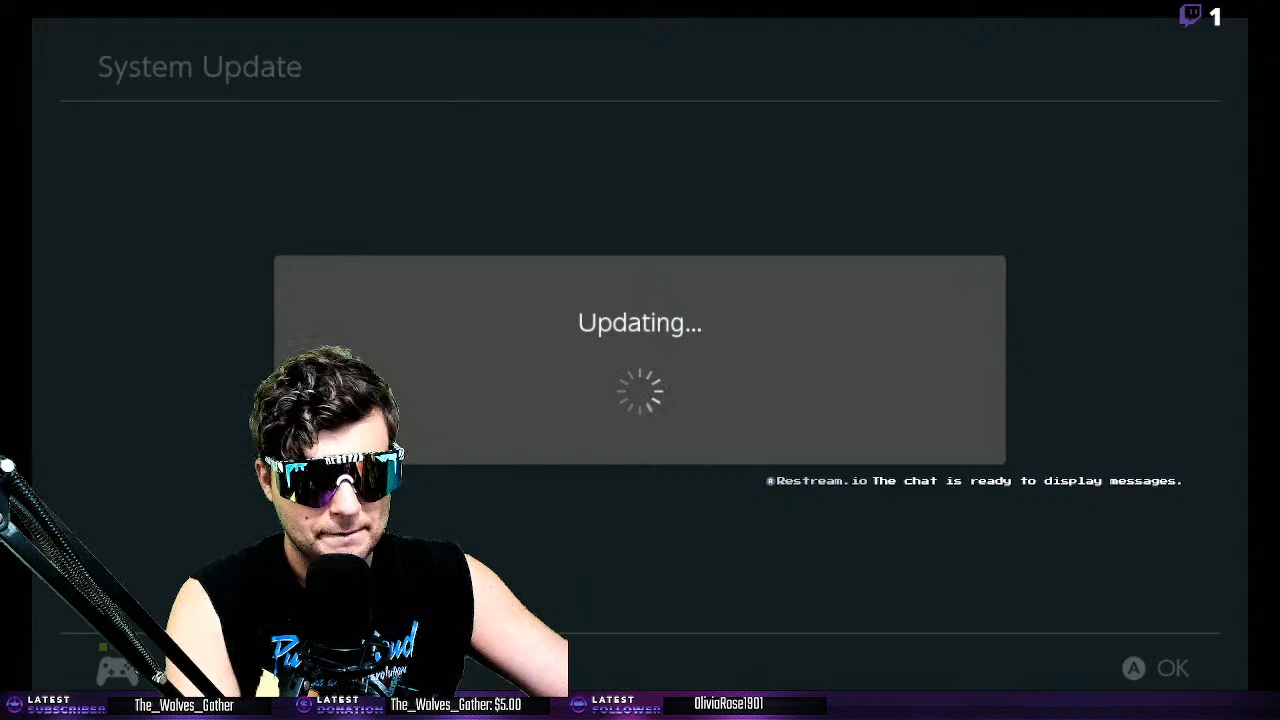 1
System Update
Updating...
Restream.io The chat is ready to display messages.
A OK
LATEST SUBSCRIBER The_Wolves_Gather
LATEST DONATION The_Wolves_Gather: $5.00
LATEST FOLLOWER OliviaRose1901